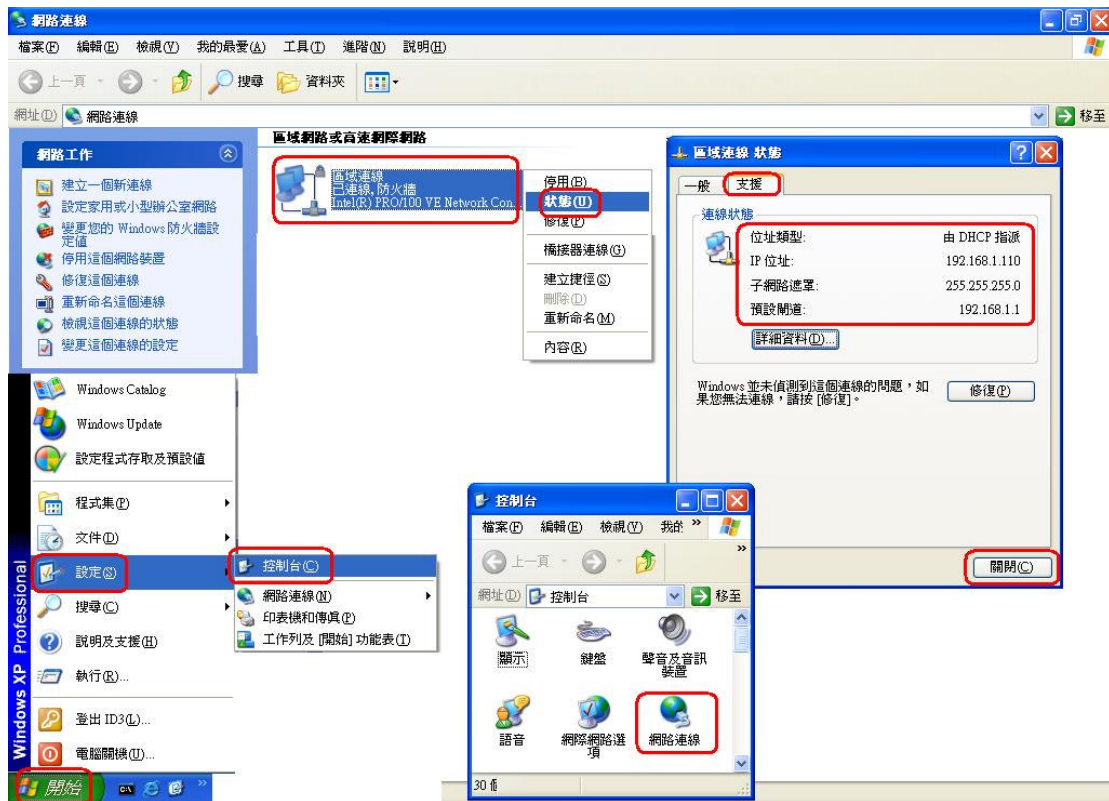 網路連線
檔案(F) 編輯(E) 檢視(V) 我的最愛(A) 工具(T) 進階(N) 說明(H)
上一頁 搜尋 資料夾
網址(D) 網路連線 移至
網路工作
建立一個新連線
設定家用或小型辦公室網路
變更您的 Windows 防火牆設
定值
停用這個網路裝置
修復這個連線
重新命名這個連線
檢視這個連線的狀態
變更這個連線的設定
區域網路或高速網際網路
區域連線
已連線, 防火牆
Intel(R) PRO/100 VE Network Con...
停用(B)
狀態(U)
修復(P)
橋接器連線(G)
建立捷徑(S)
刪除(D)
重新命名(M)
內容(R)
區域連線 狀態
一般 支援
連線狀態
位址類型: 由 DHCP 指派
IP 位址: 192.168.1.110
子網路遮罩: 255.255.255.0
預設閘道: 192.168.1.1
詳細資料(D)...
Windows 並未偵測到這個連線的問題，如
果您無法連線，請按 [修復]。
修復(P)
關閉(C)
Windows Catalog
Windows Update
設定程式存取及預設值
程式集(P)
文件(D)
設定(S)
搜尋(C)
說明及支援(H)
執行(R)...
登出 ID3(L)...
電腦關機(U)...
Windows XP Professional
開始
控制台(C)
網路連線(N)
印表機和傳真(P)
工作列及 [開始] 功能表(T)
控制台
檔案(F) 編輯(E) 檢視(V) 我的
上一頁
網址(D) 控制台 移至
顯示 鍵盤 聲音及音訊
裝置
語音 網際網路選
項 網路連線
30 個